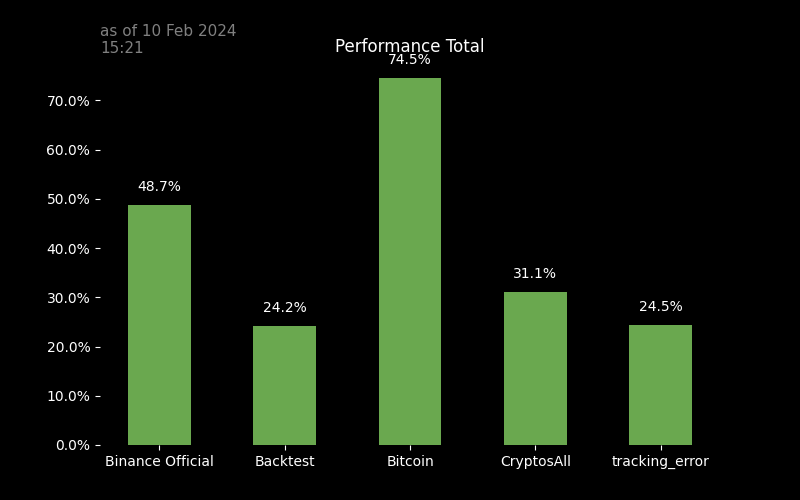 as of 10 Feb 2024
15:21
Performance Total
74.5%
70.0%
60.0%
50.0%
48.7%
40.0%
31.1%
30.0%
24.2%
24.5%
20.0%
10.0%
0.0%
Binance Official
Backtest
Bitcoin
CryptosAll
tracking_error